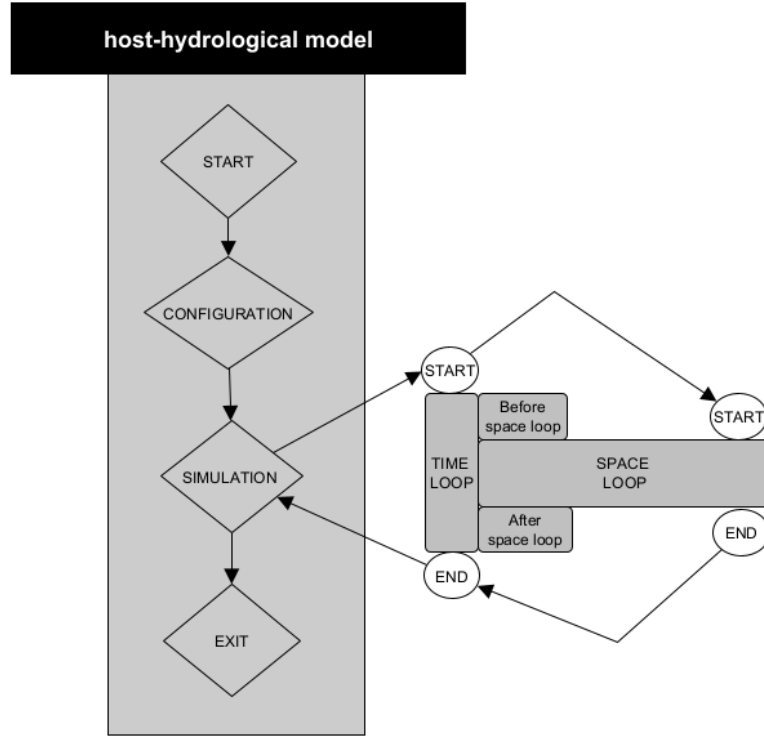 host-hydrological model
START
CONFIGURATION
SIMULATION
EXIT
START
Before
space loop
TIME
LOOP
After
space loop
END
START
SPACE
LOOP
END